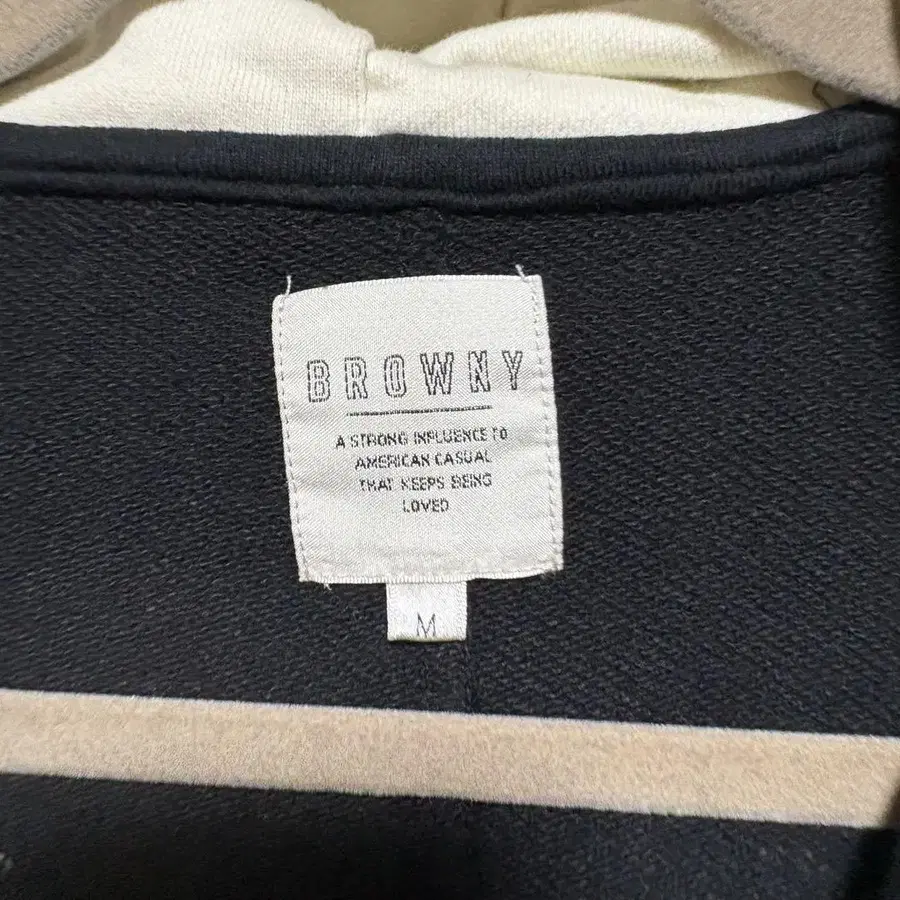 BROWNY
A STRONG INFLUENCE TO
AMERICAN CASUAL
THAT KEEPS BEING
LOVED
M